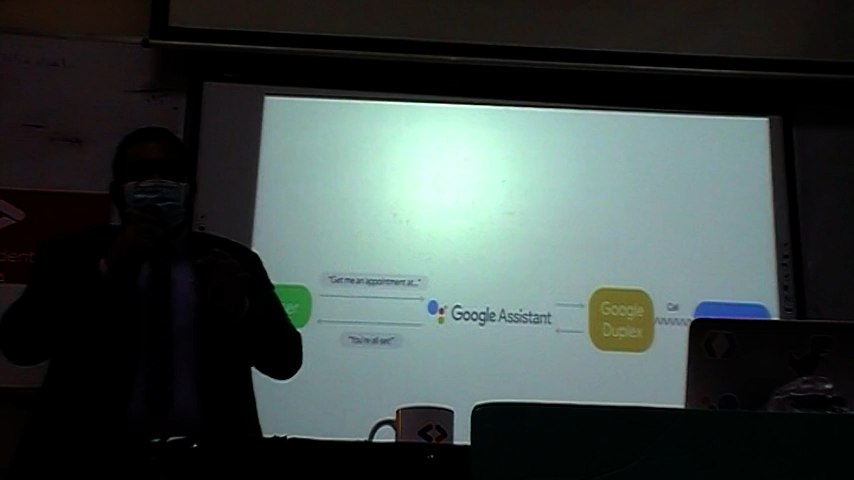 "Get me an appointment at..."
Google Assistant
"You're all set!"
Google
Duplex
Call